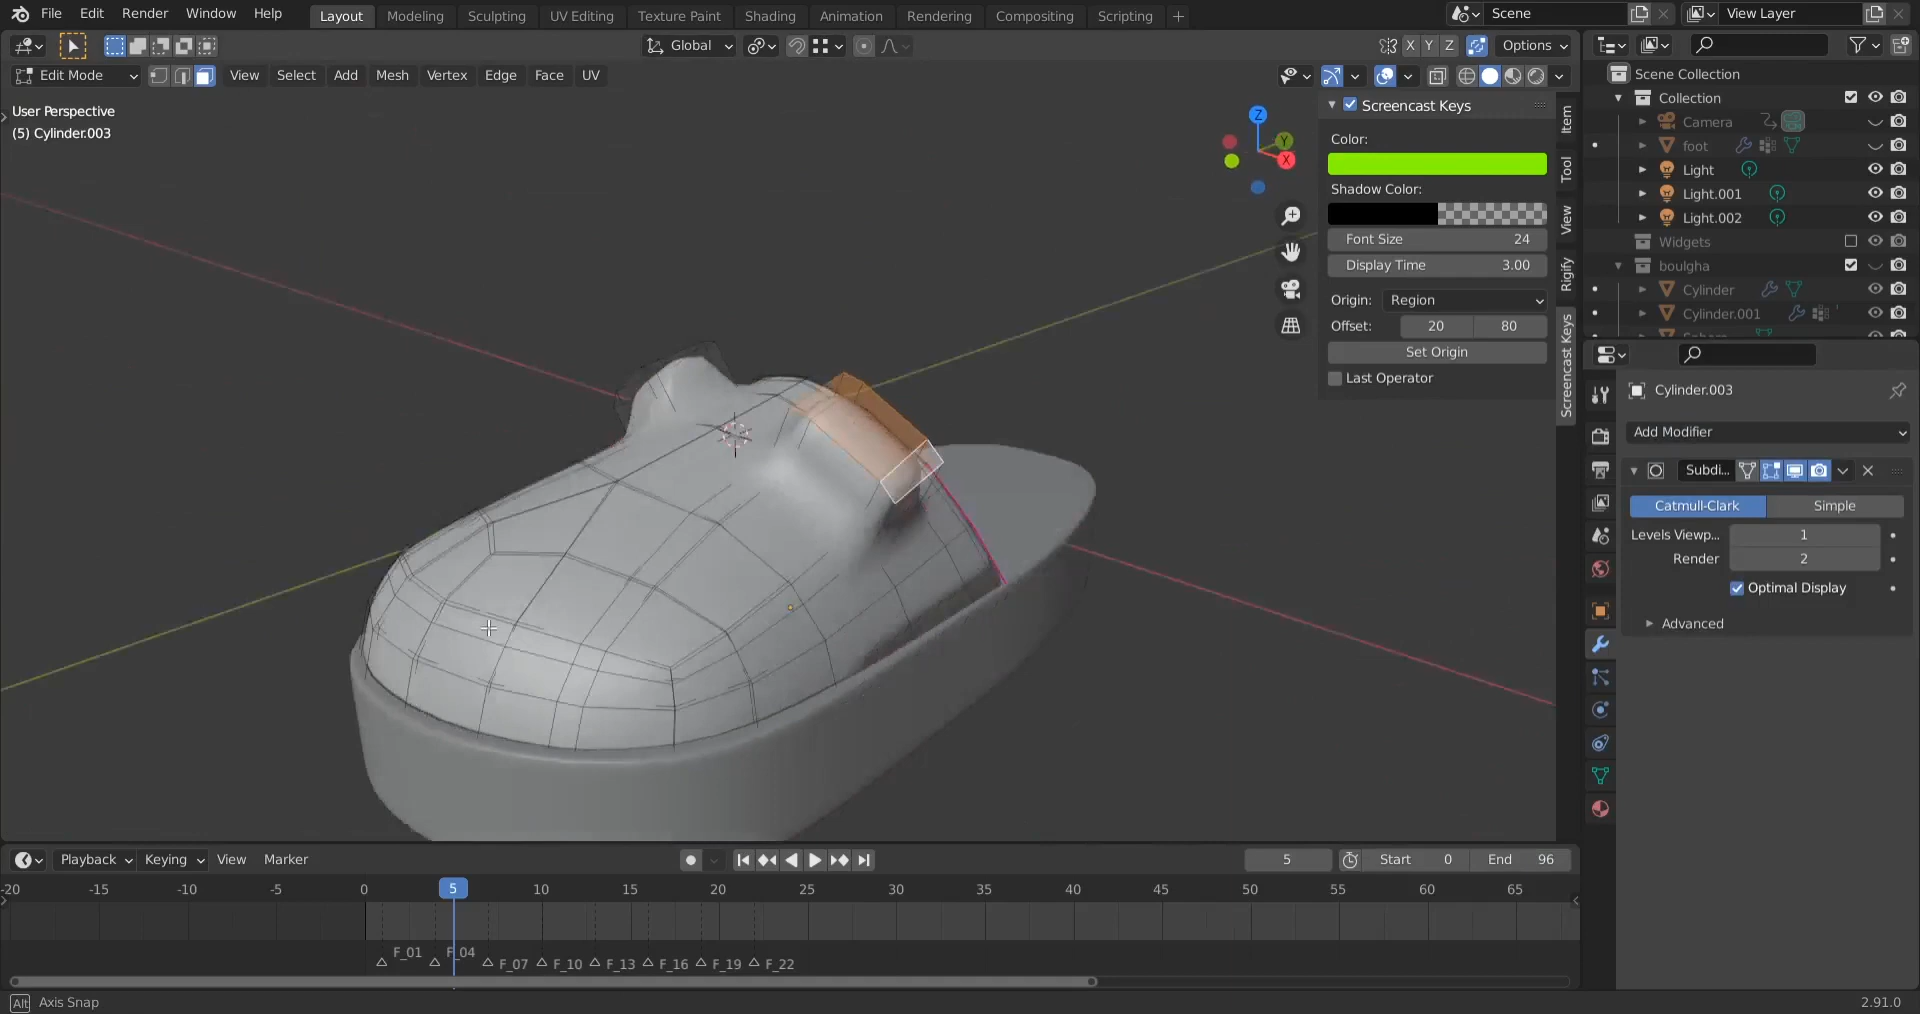 File Edit Render Window Help Layout Modeling Sculpting UV Editing Texture Paint Shading Animation Rendering Compositing Scripting + Scene View Layer
Global X Y Z Options
Edit Mode View Select Add Mesh Vertex Edge Face UV
User Perspective
(5) Cylinder.003
Z
Y
X
Screencast Keys
Color:
Shadow Color:
Font Size 24
Display Time 3.00
Origin: Region
Offset: 20 80
Set Origin
Last Operator
Item
Tool
View
Rigify
Screencast Keys
Scene Collection
Collection
Camera
foot
Light
Light.001
Light.002
Widgets
boulgha
Cylinder
Cylinder.001
Cylinder.003
Add Modifier
Subdi...
Catmull-Clark Simple
Levels Viewp... 1
Render 2
Optimal Display
Advanced
Playback Keying View Marker 5 Start 0 End 96
-20 -15 -10 -5 0 5 10 15 20 25 30 35 40 45 50 55 60 65
F_01 F_04 F_07 F_10 F_13 F_16 F_19 F_22
Alt Axis Snap 2.91.0